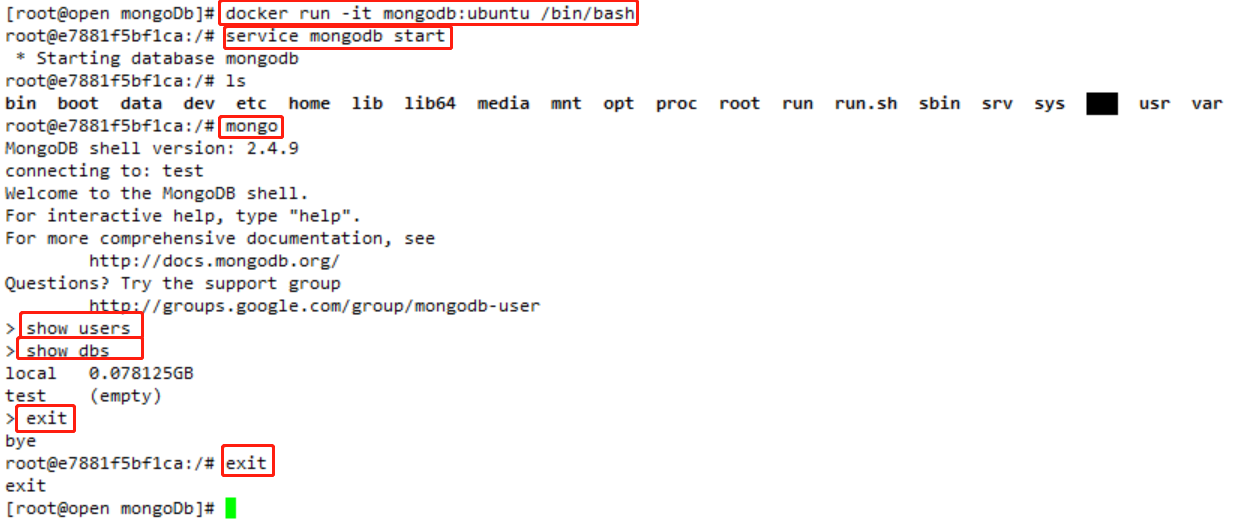 [root@open mongoDb]# docker run -it mongodb:ubuntu /bin/bash
root@e7881f5bf1ca:/# service mongodb start
 * Starting database mongodb
root@e7881f5bf1ca:/# ls
bin  boot  data  dev  etc  home  lib  lib64  media  mnt  opt  proc  root  run  run.sh  sbin  srv  sys  usr  var
root@e7881f5bf1ca:/# mongo
MongoDB shell version: 2.4.9
connecting to: test
Welcome to the MongoDB shell.
For interactive help, type "help".
For more comprehensive documentation, see
        http://docs.mongodb.org/
Questions? Try the support group
        http://groups.google.com/group/mongodb-user
> show users
> show dbs
local   0.078125GB
test    (empty)
> exit
bye
root@e7881f5bf1ca:/# exit
exit
[root@open mongoDb]#